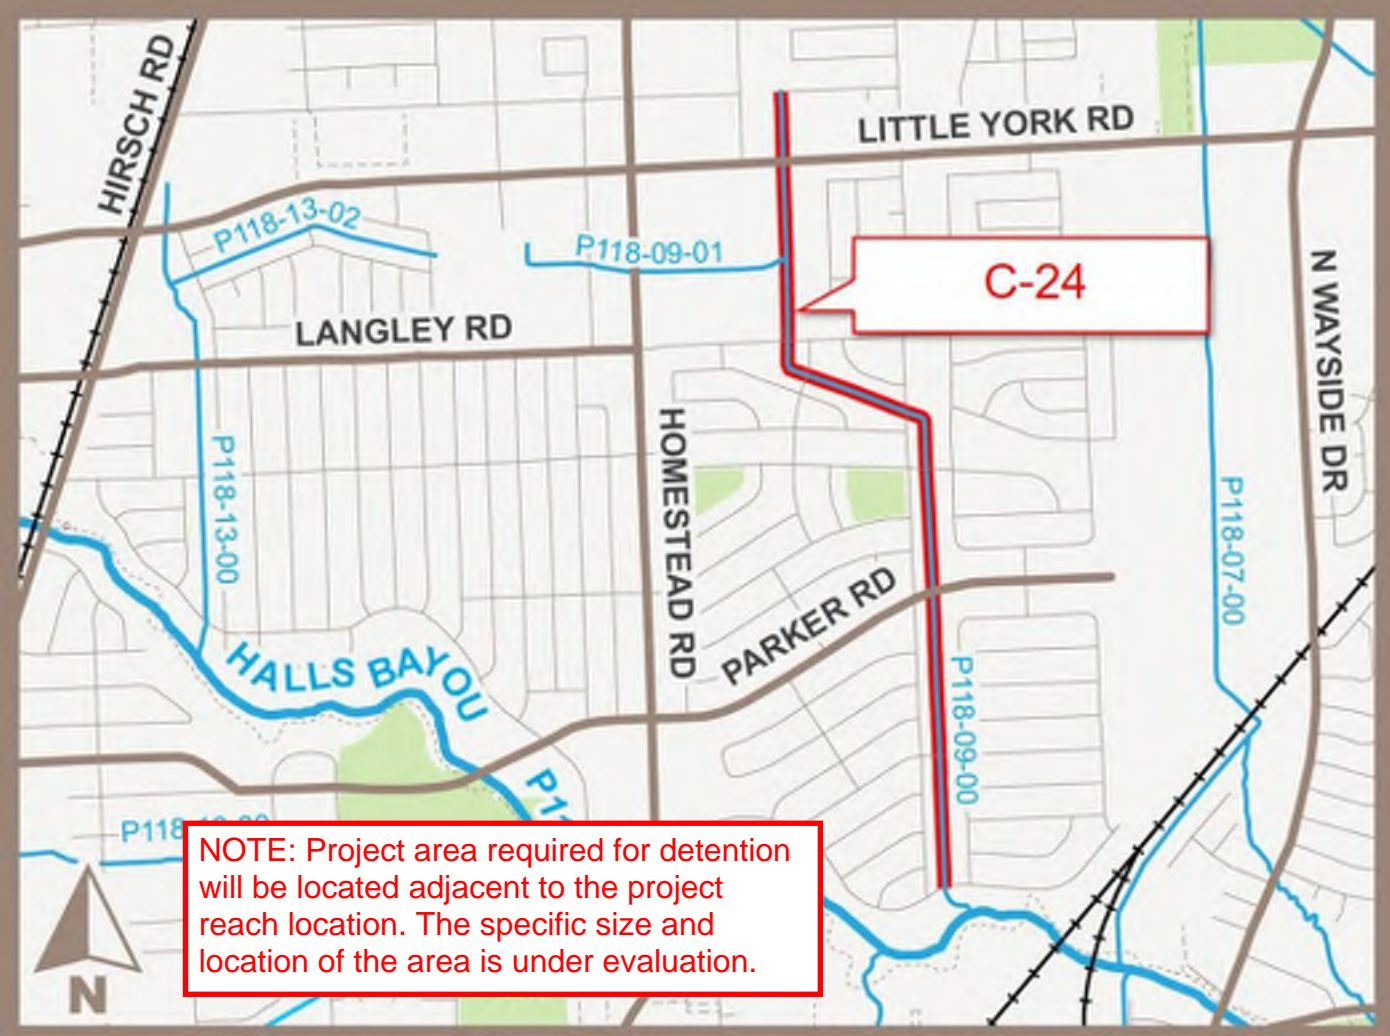 HIRSCH RD
LITTLE YORK RD
P118-13-02
P118-09-01
C-24
N WAYSIDE DR
LANGLEY RD
HOMESTEAD RD
P118-13-00
P118-07-00
PARKER RD
HALLS BAYOU
P118-09-00
NOTE: Project area required for detention
will be located adjacent to the project
reach location. The specific size and
location of the area is under evaluation.
N